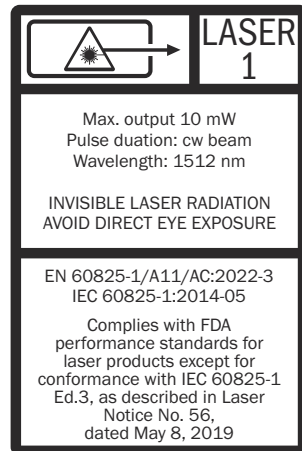 LASER
1
Max. output 10 mW
Pulse duation: cw beam
Wavelength: 1512 nm
INVISIBLE LASER RADIATION
AVOID DIRECT EYE EXPOSURE
EN 60825-1/A11/AC:2022-3
IEC 60825-1:2014-05
Complies with FDA
performance standards for
laser products except for
conformance with IEC 60825-1
Ed.3, as described in Laser
Notice No. 56,
dated May 8, 2019